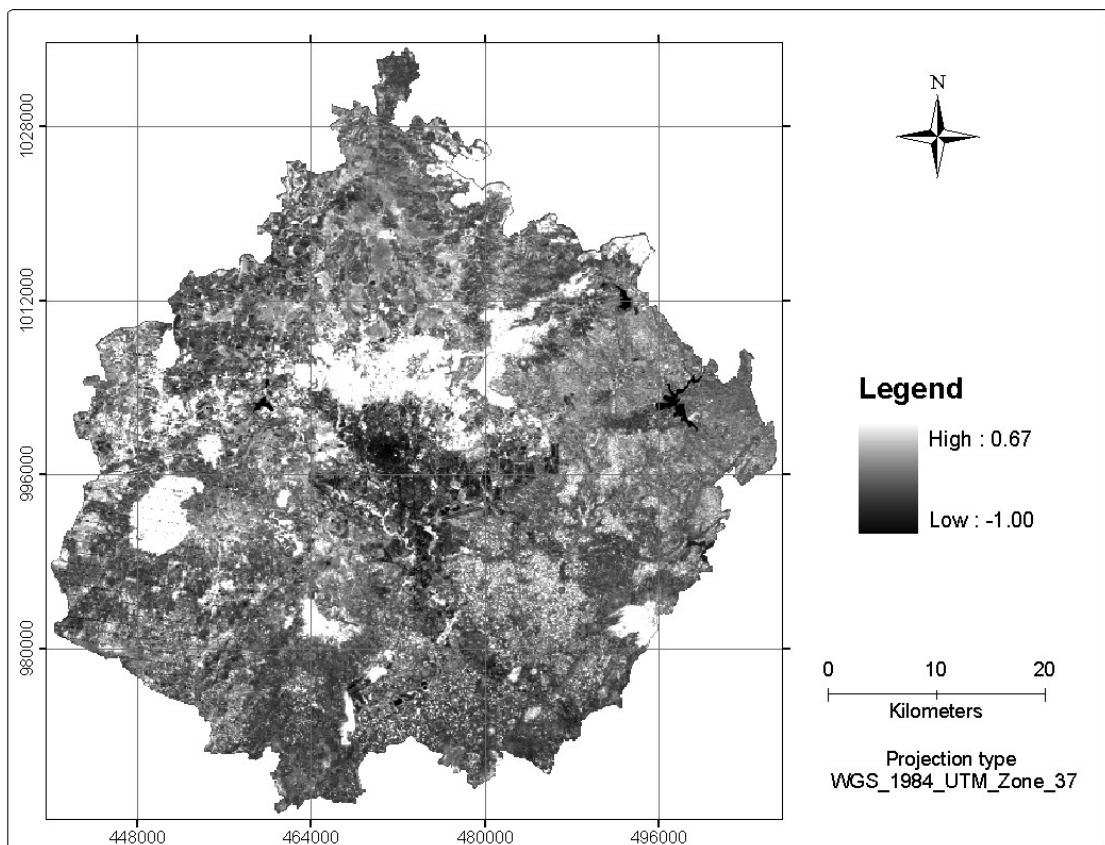 N
1028000
1012000
996000
980000
448000
464000
480000
496000
Legend
High : 0.67
Low : -1.00
0 10 20
Kilometers
Projection type
WGS_1984_UTM_Zone_37